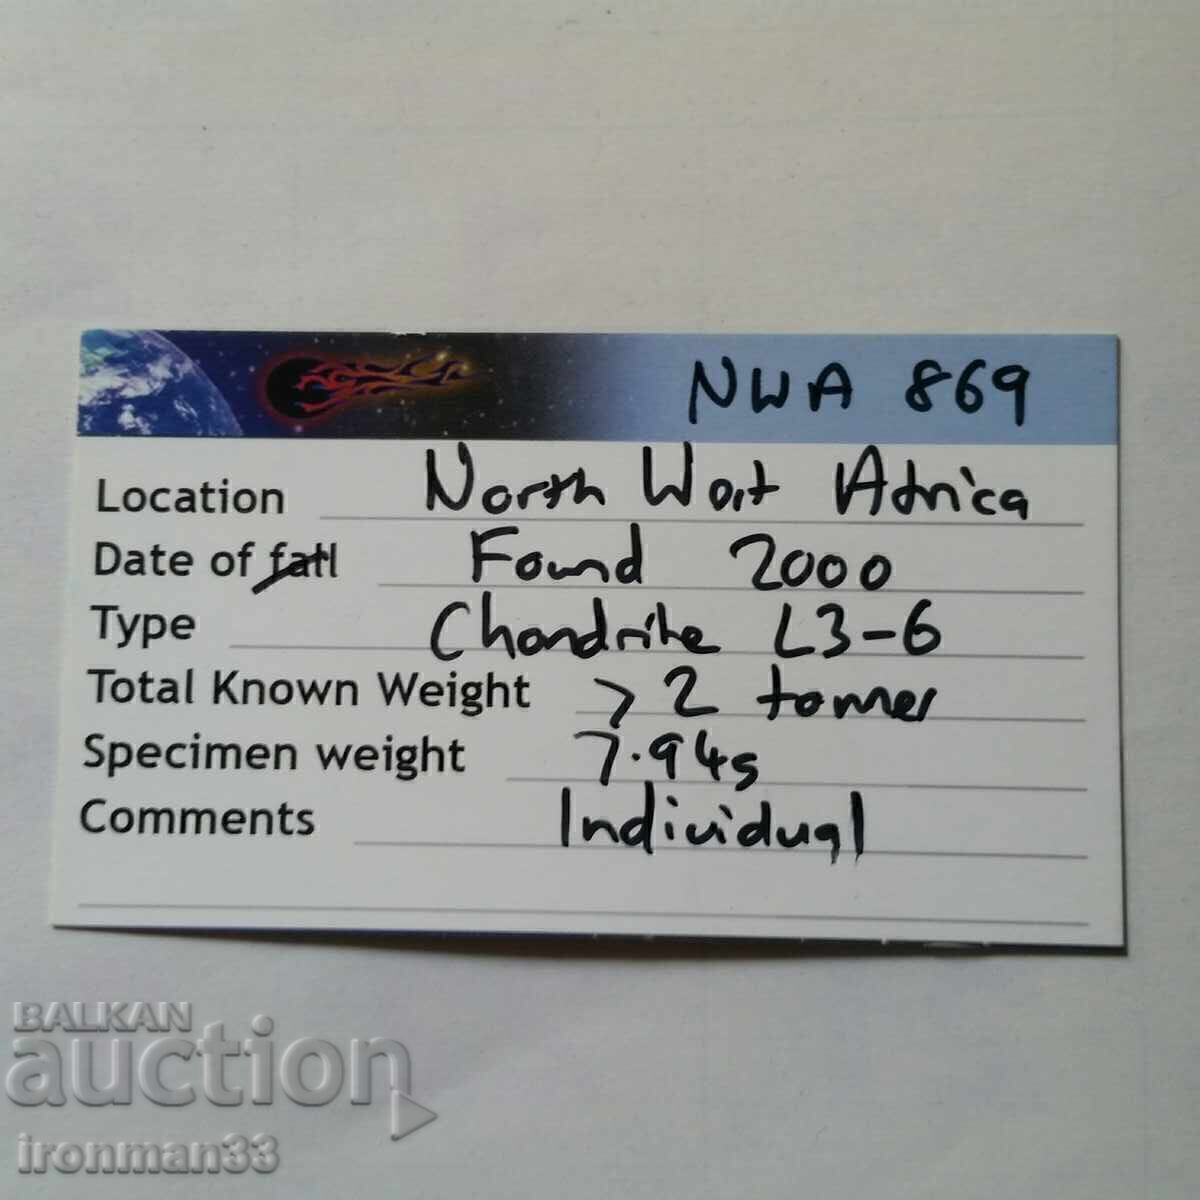 NWA 869
Location North West Africa
Date of fall Found 2000
Type Chondrite L3-6
Total Known Weight >2 tonnes
Specimen weight 7.94g
Comments Individual
BALKAN
auction
ironman33